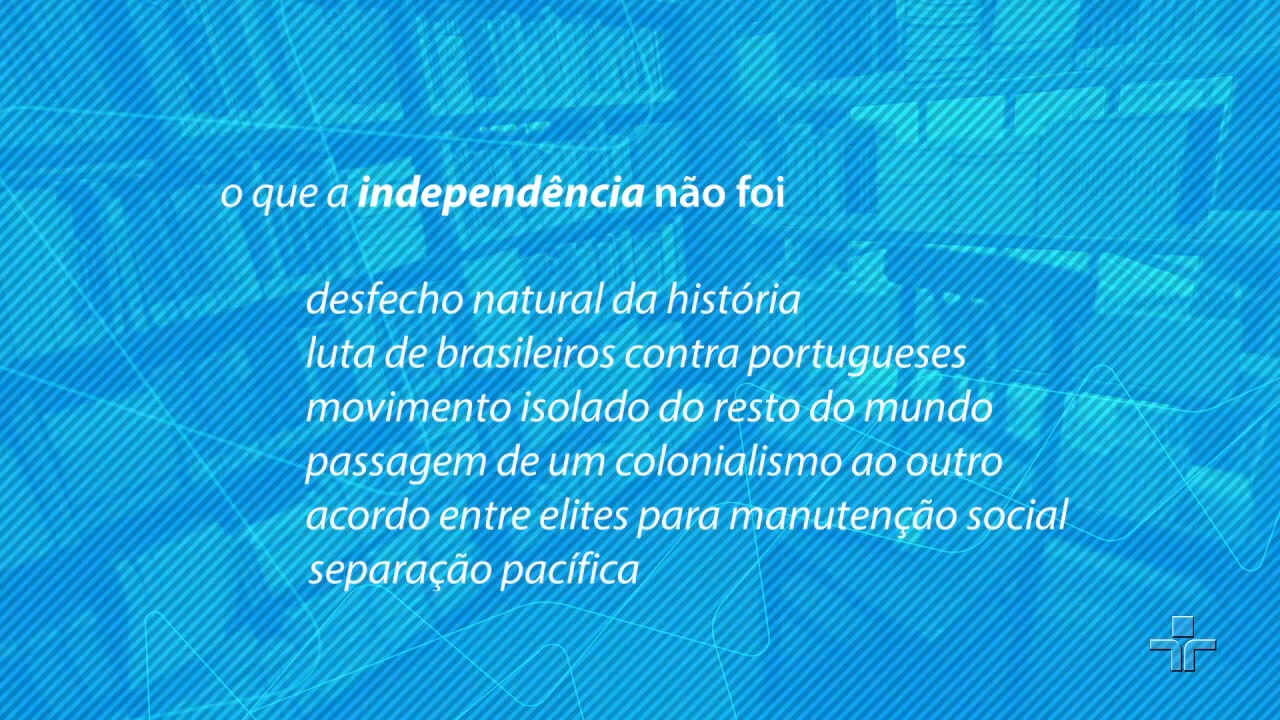 o que a independência não foi
desfecho natural da história
luta de brasileiros contra portugueses
movimento isolado do resto do mundo
passagem de um colonialismo ao outro
acordo entre elites para manutenção social
separação pacífica